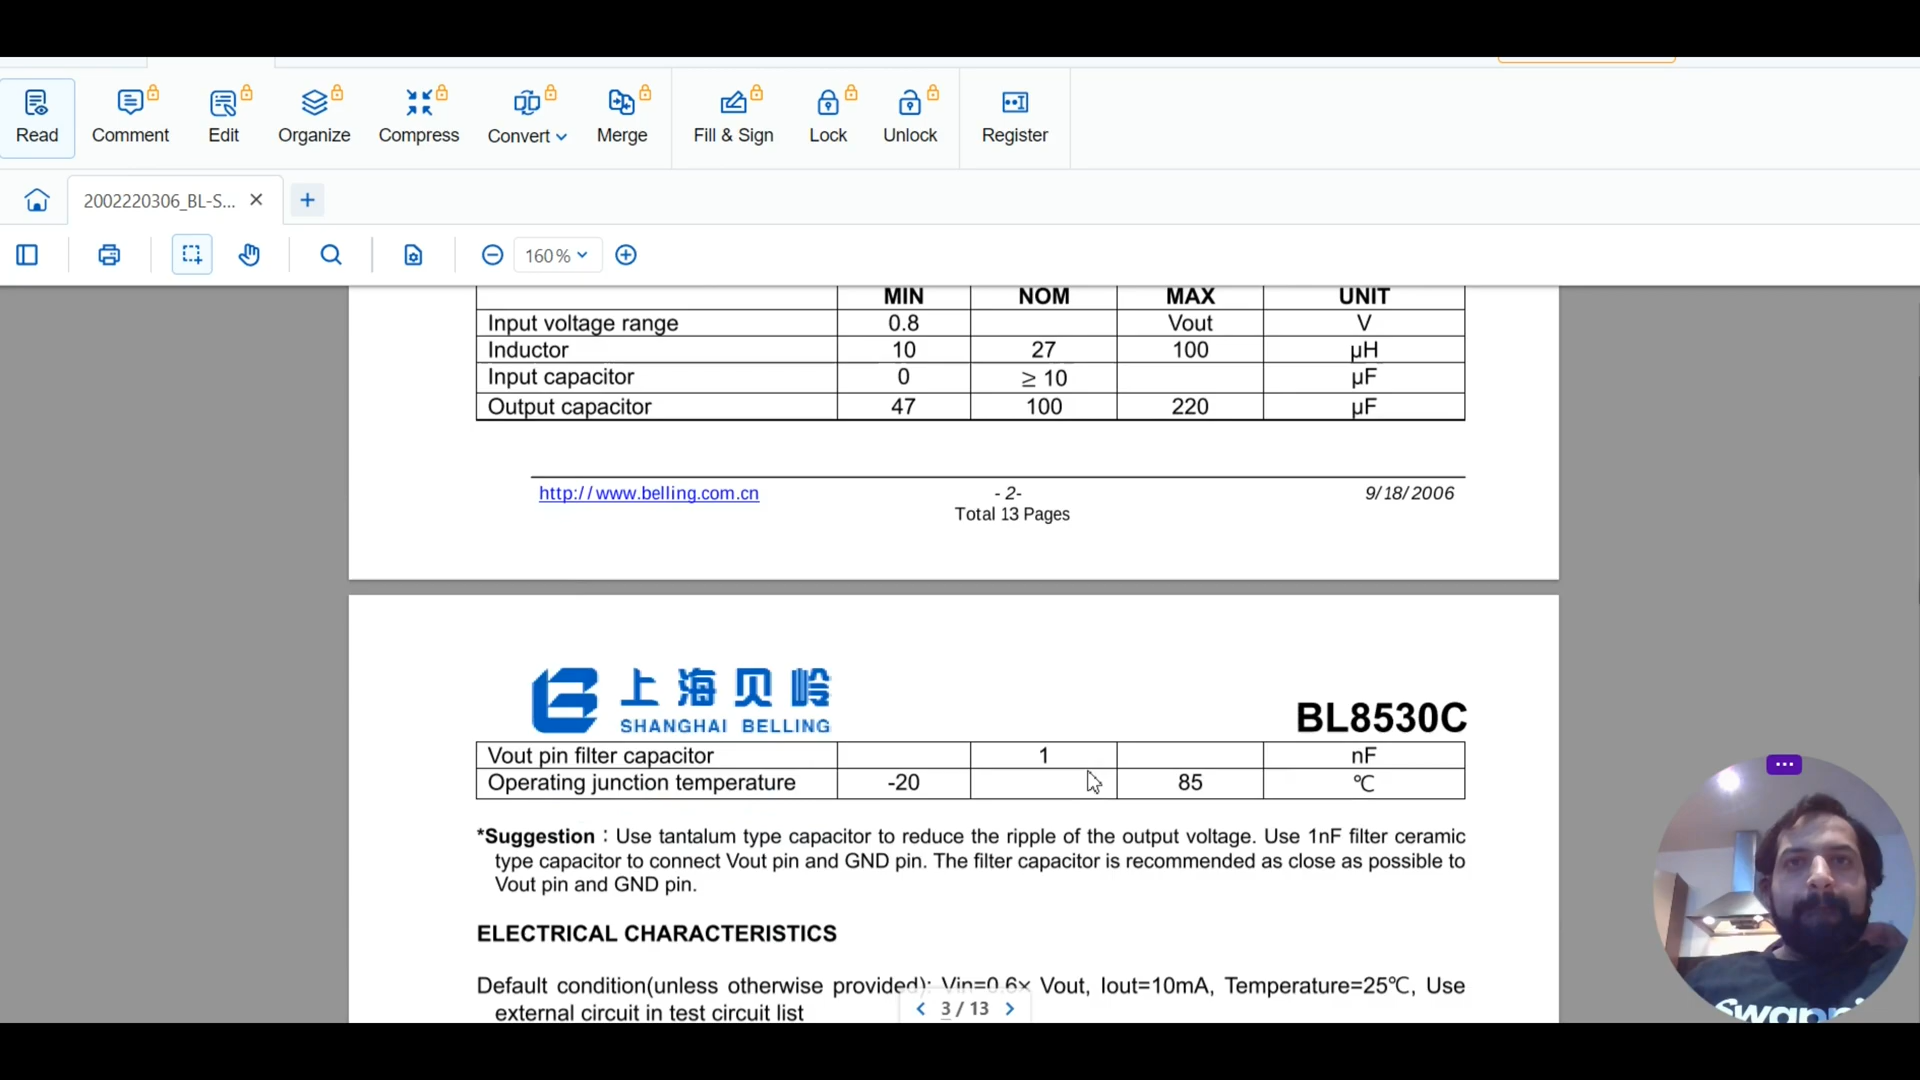 Read
Comment
Edit
Organize
Compress
Convert
Merge
Fill & Sign
Lock
Unlock
Register
2002220306_BL-S...
160%
MIN NOM MAX UNIT
Input voltage range 0.8 Vout V
Inductor 10 27 100 μH
Input capacitor 0 ≥ 10 μF
Output capacitor 47 100 220 μF
http://www.belling.com.cn - 2- 9/18/2006
Total 13 Pages
上海贝岭
SHANGHAI BELLING
BL8530C
Vout pin filter capacitor 1 nF
Operating junction temperature -20 85 ℃
*Suggestion：Use tantalum type capacitor to reduce the ripple of the output voltage. Use 1nF filter ceramic
type capacitor to connect Vout pin and GND pin. The filter capacitor is recommended as close as possible to
Vout pin and GND pin.
ELECTRICAL CHARACTERISTICS
Default condition(unless otherwise provided): Vin=0.6× Vout, Iout=10mA, Temperature=25℃, Use
external circuit in test circuit list
3 / 13
Swappi